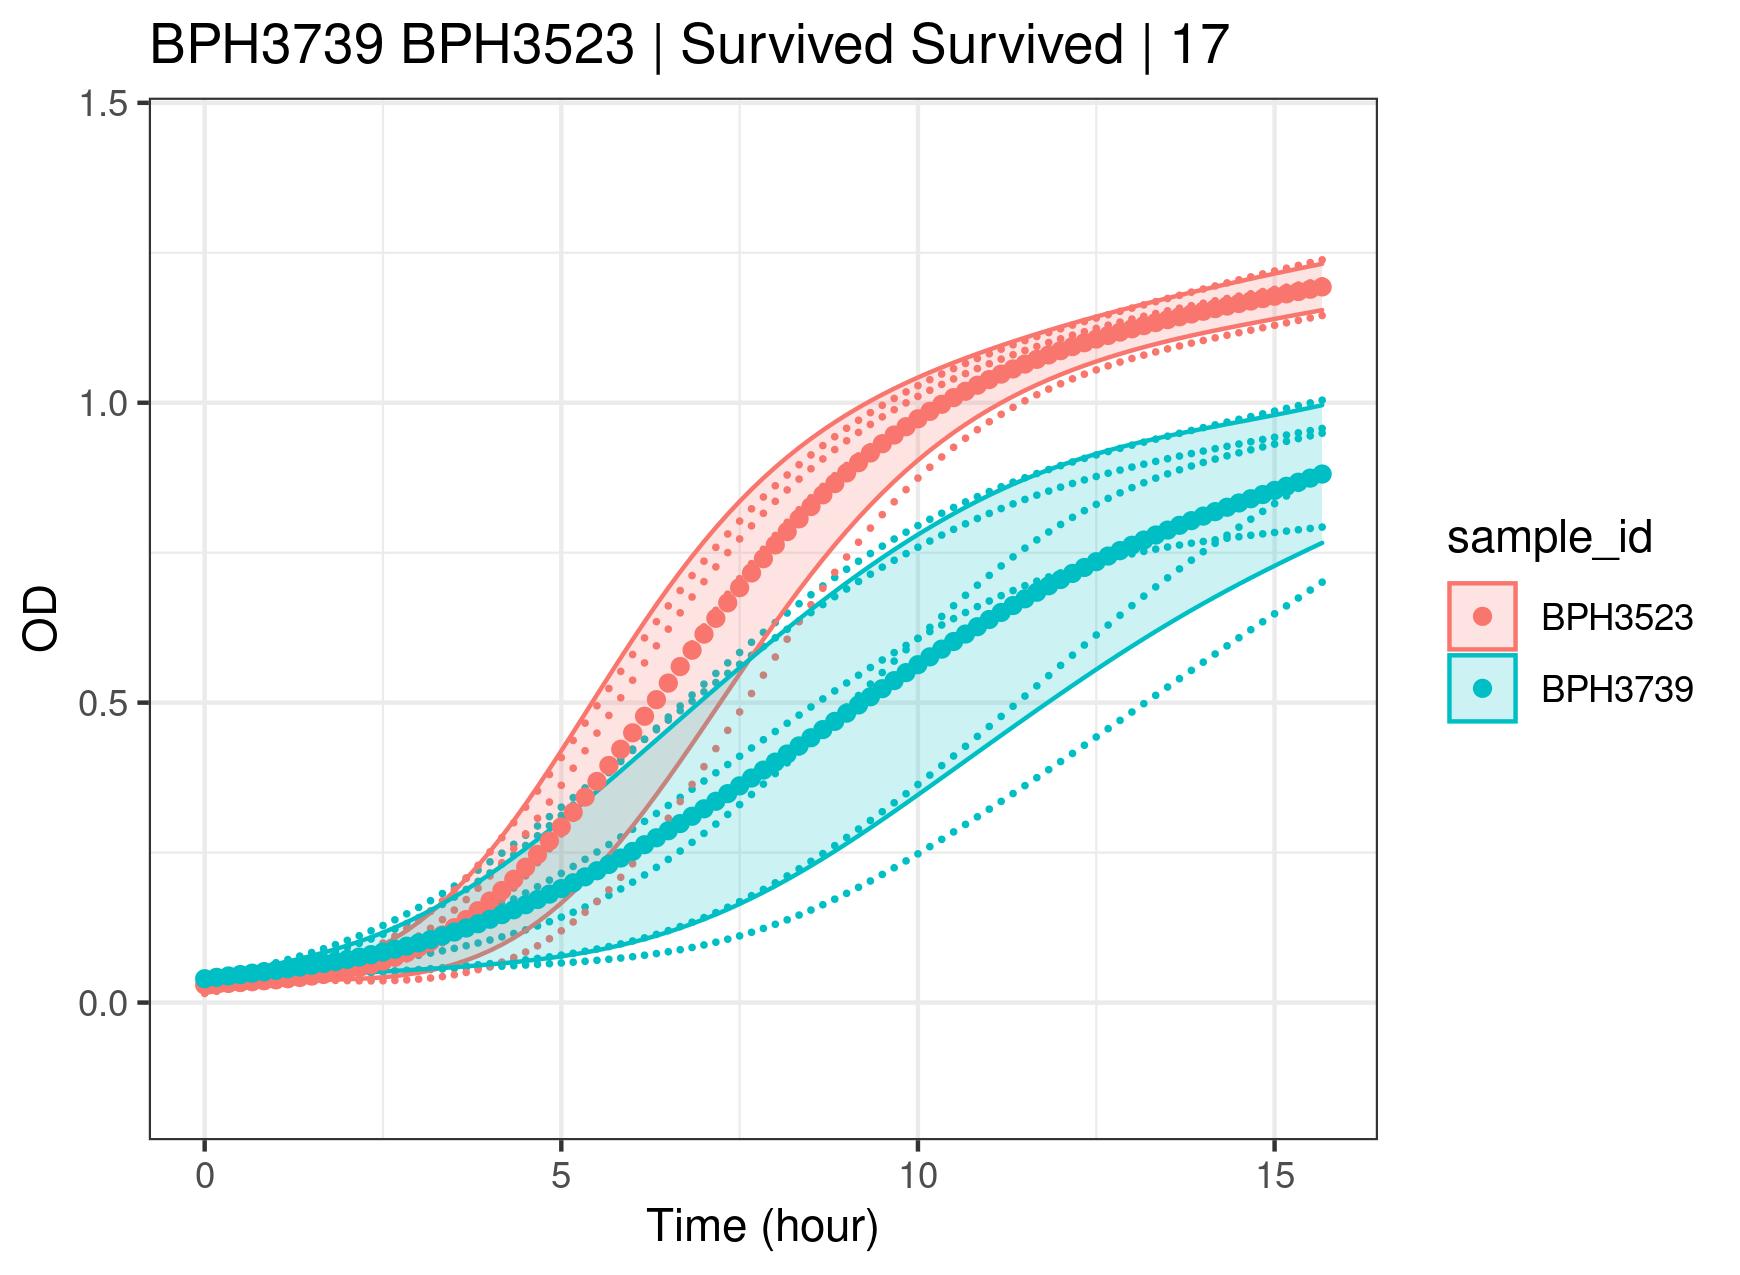 BPH3739 BPH3523 | Survived Survived | 17
1.5
1.0
0.5
0.0
OD
0 5 10 15
Time (hour)
sample_id
BPH3523
BPH3739